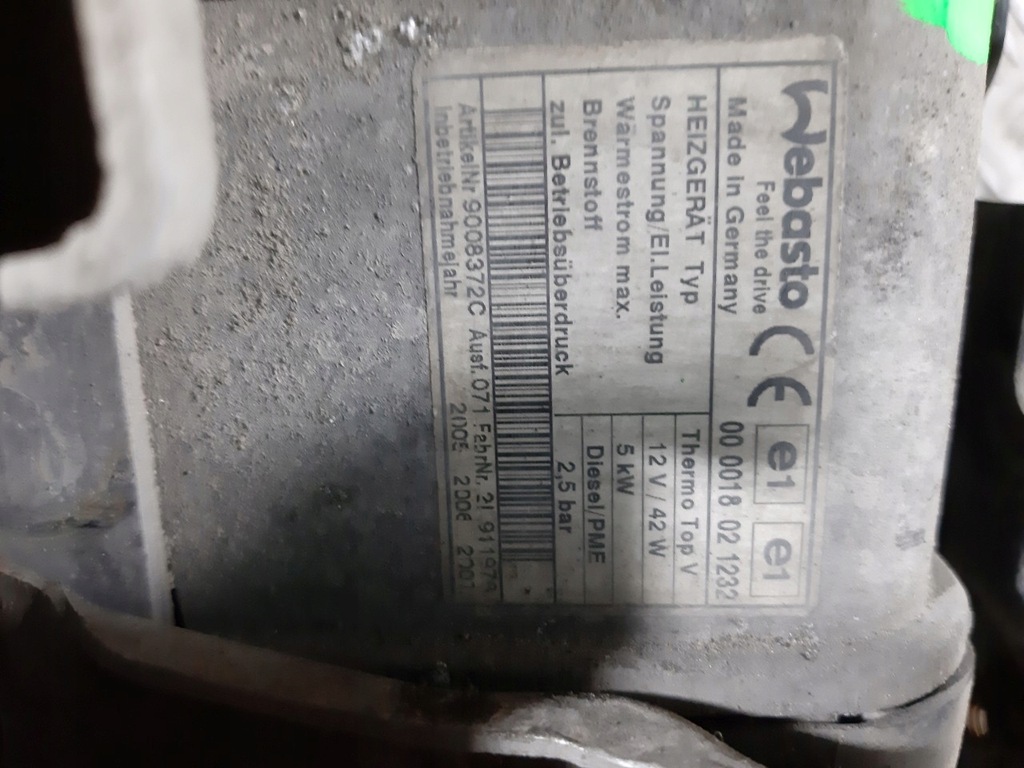 Webasto
Feel the drive
CE e1 e1
Made in Germany 00 0018 02 1232
HEIZGERÄT Typ Thermo Top V
Spannung/El.Leistung 12 V / 42 W
Wärmestrom max. 5 kW
Brennstoff Diesel/PME
zul. Betriebsüberdruck 2,5 bar
ArtikelNr 9008372C Ausf.071 FabrNr.
Inbetriebnahmejahr 2005 2006 2007